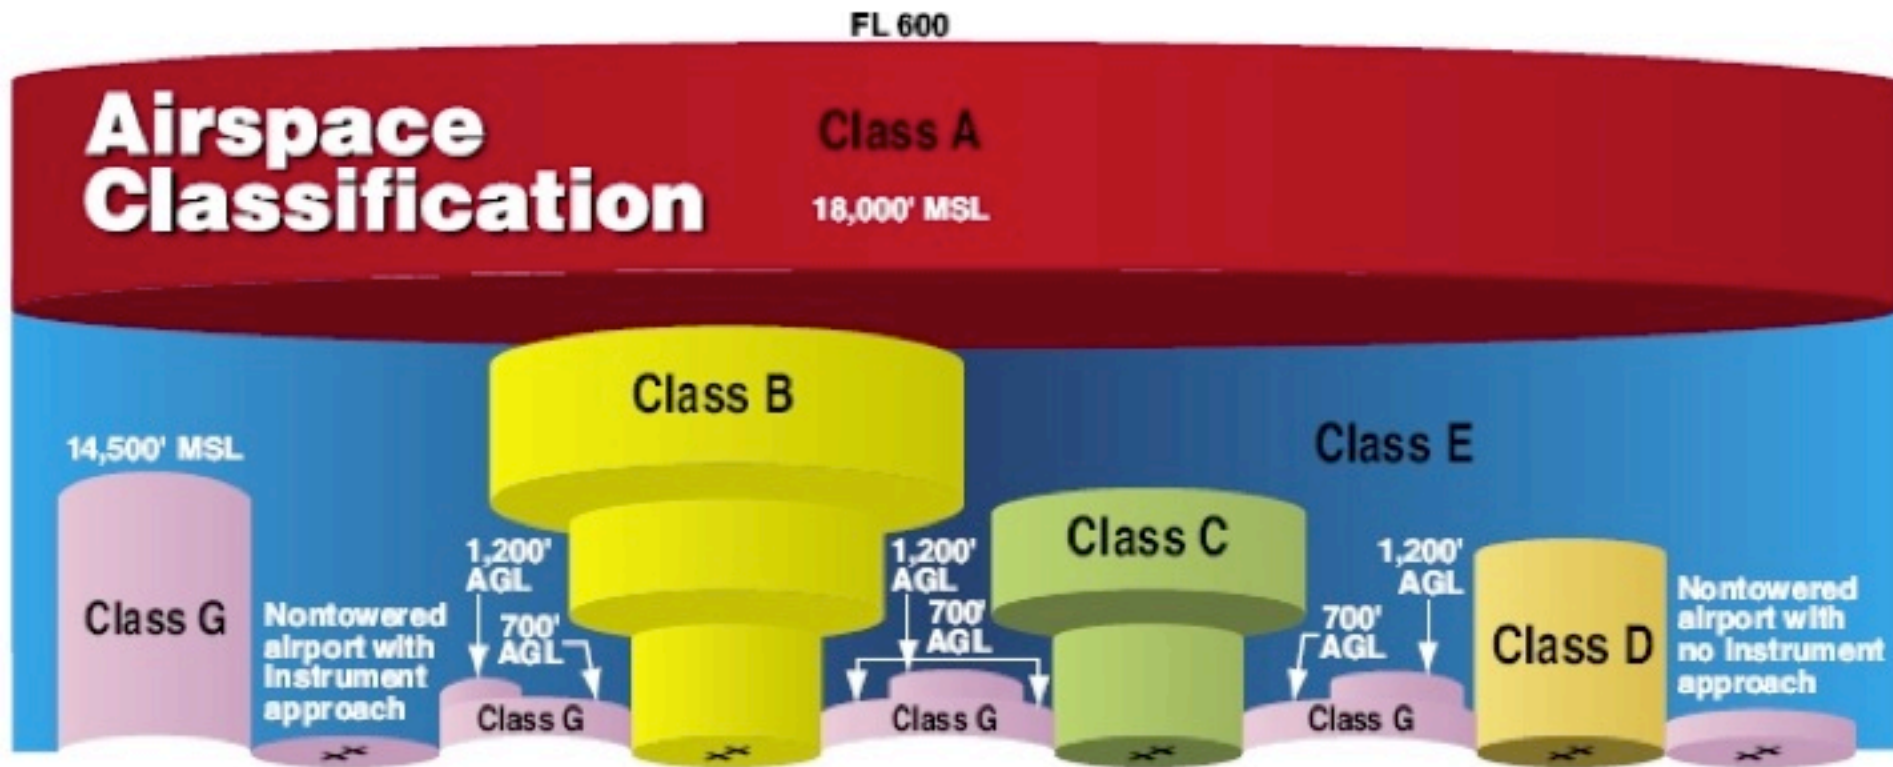 FL 600
Airspace
Classification
Class A
18,000' MSL
Class B
Class E
14,500' MSL
Class G
Nontowered
airport with
instrument
approach
1,200'
AGL
700'
AGL
Class G
1,200'
AGL
700'
AGL
Class G
Class C
700'
AGL
1,200'
AGL
Class G
Class D
Nontowered
airport with
no instrument
approach